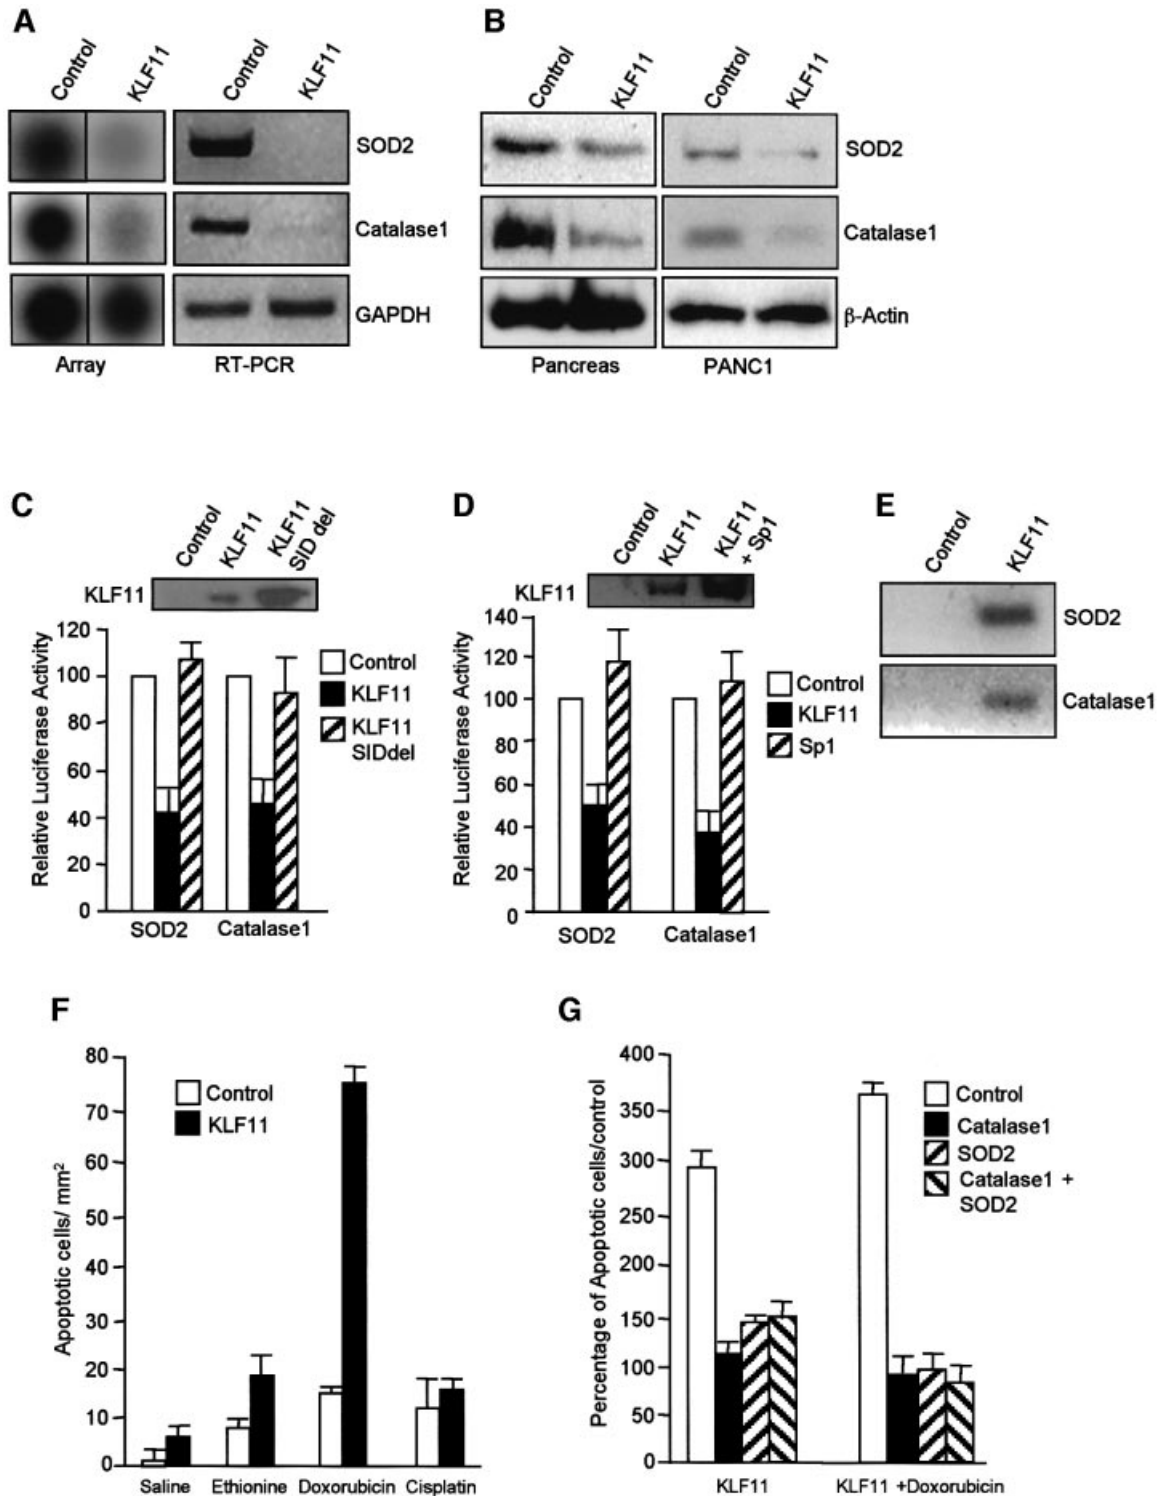 A
Control
KLF11
Control
KLF11
SOD2
Catalase1
GAPDH
Array
RT-PCR
B
Control
KLF11
Control
KLF11
SOD2
Catalase1
β-Actin
Pancreas
PANC1
C
Control
KLF11
KLF11
SID del
KLF11
Relative Luciferase Activity
120
100
80
60
40
20
0
SOD2
Catalase1
Control
KLF11
KLF11
SIDdel
D
Control
KLF11
KLF11
+ Sp1
KLF11
Relative Luciferase Activity
140
120
100
80
60
40
20
0
SOD2
Catalase1
Control
KLF11
Sp1
E
Control
KLF11
SOD2
Catalase1
F
Apoptotic cells/ mm²
80
70
60
50
40
30
20
10
0
Control
KLF11
Saline
Ethionine
Doxorubicin
Cisplatin
G
Percentage of Apoptotic cells/control
400
350
300
250
200
150
100
50
0
Control
Catalase1
SOD2
Catalase1 +
SOD2
KLF11
KLF11 +Doxorubicin